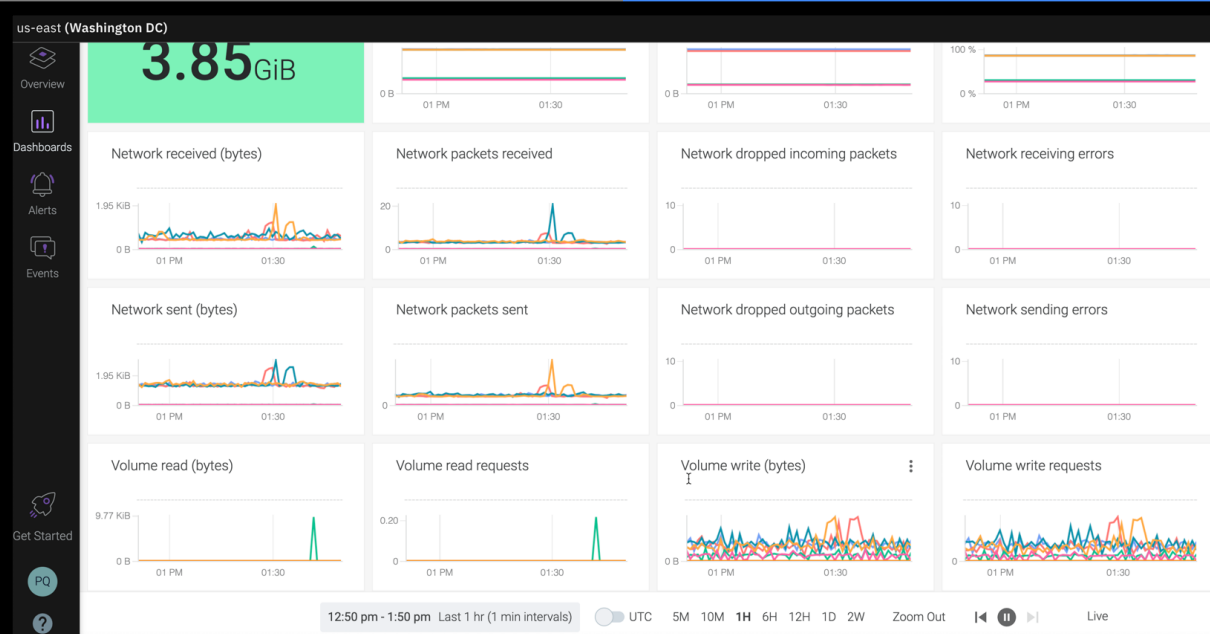 us-east (Washington DC)
Overview
Dashboards
Alerts
Events
Get Started
PQ
?
3.85GiB
0 B
01 PM 01:30
0 B
01 PM 01:30
100 %
0 %
01 PM 01:30
Network received (bytes)
1.95 KiB
0 B
01 PM 01:30
Network packets received
20
0
01 PM 01:30
Network dropped incoming packets
10
0
01 PM 01:30
Network receiving errors
10
0
01 PM 01:30
Network sent (bytes)
1.95 KiB
0 B
01 PM 01:30
Network packets sent
0
01 PM 01:30
Network dropped outgoing packets
10
0
01 PM 01:30
Network sending errors
10
0
01 PM 01:30
Volume read (bytes)
9.77 KiB
0 B
01 PM 01:30
Volume read requests
0.20
0
01 PM 01:30
Volume write (bytes)
0 B
01 PM 01:30
Volume write requests
0
01 PM 01:30
12:50 pm - 1:50 pm Last 1 hr (1 min intervals) UTC 5M 10M 1H 6H 12H 1D 2W Zoom Out Live